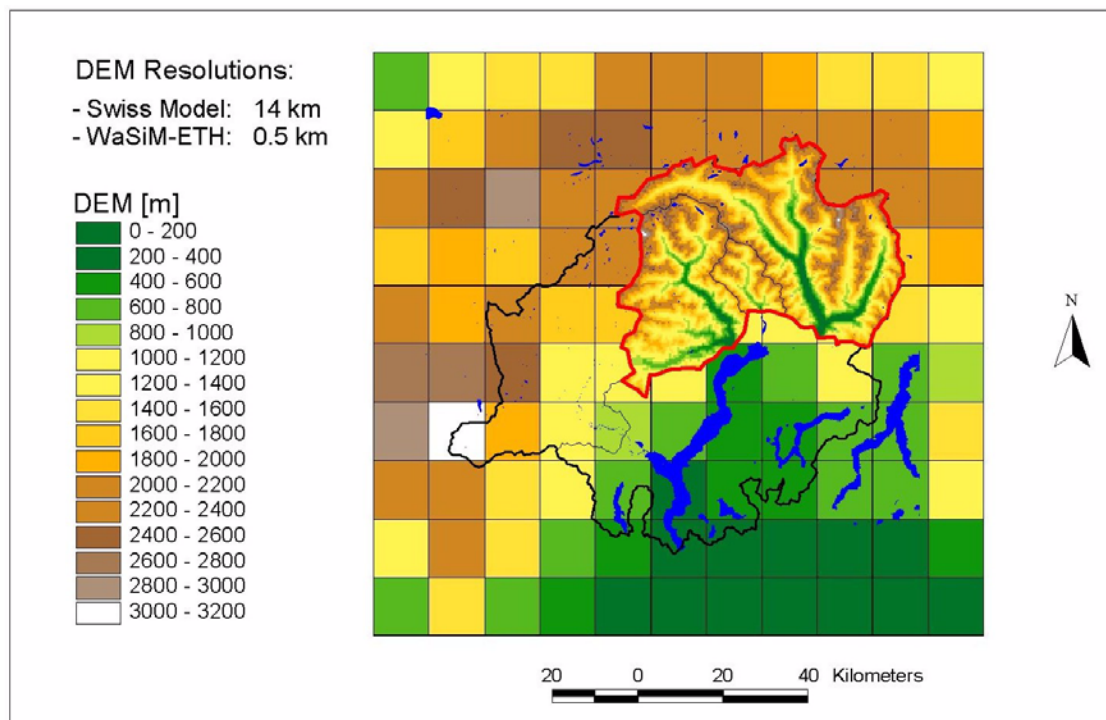 DEM Resolutions:
- Swiss Model: 14 km
- WaSiM-ETH: 0.5 km
DEM [m]
0 - 200
200 - 400
400 - 600
600 - 800
800 - 1000
1000 - 1200
1200 - 1400
1400 - 1600
1600 - 1800
1800 - 2000
2000 - 2200
2200 - 2400
2400 - 2600
2600 - 2800
2800 - 3000
3000 - 3200
N
20 0 20 40 Kilometers